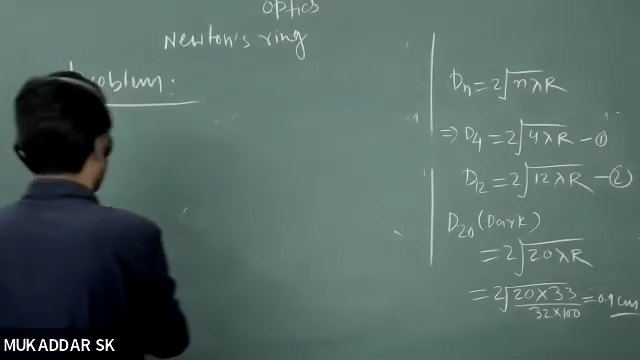 Optics
Newton's ring
Problem:
Dn = 2√nλR
⇒ D4 = 2√4λR – ①
D12 = 2√12λR – ②
D20 (Dark)
= 2√20λR
= 2√(20×33/32×100) = 0.9 cm
MUKADDAR SK